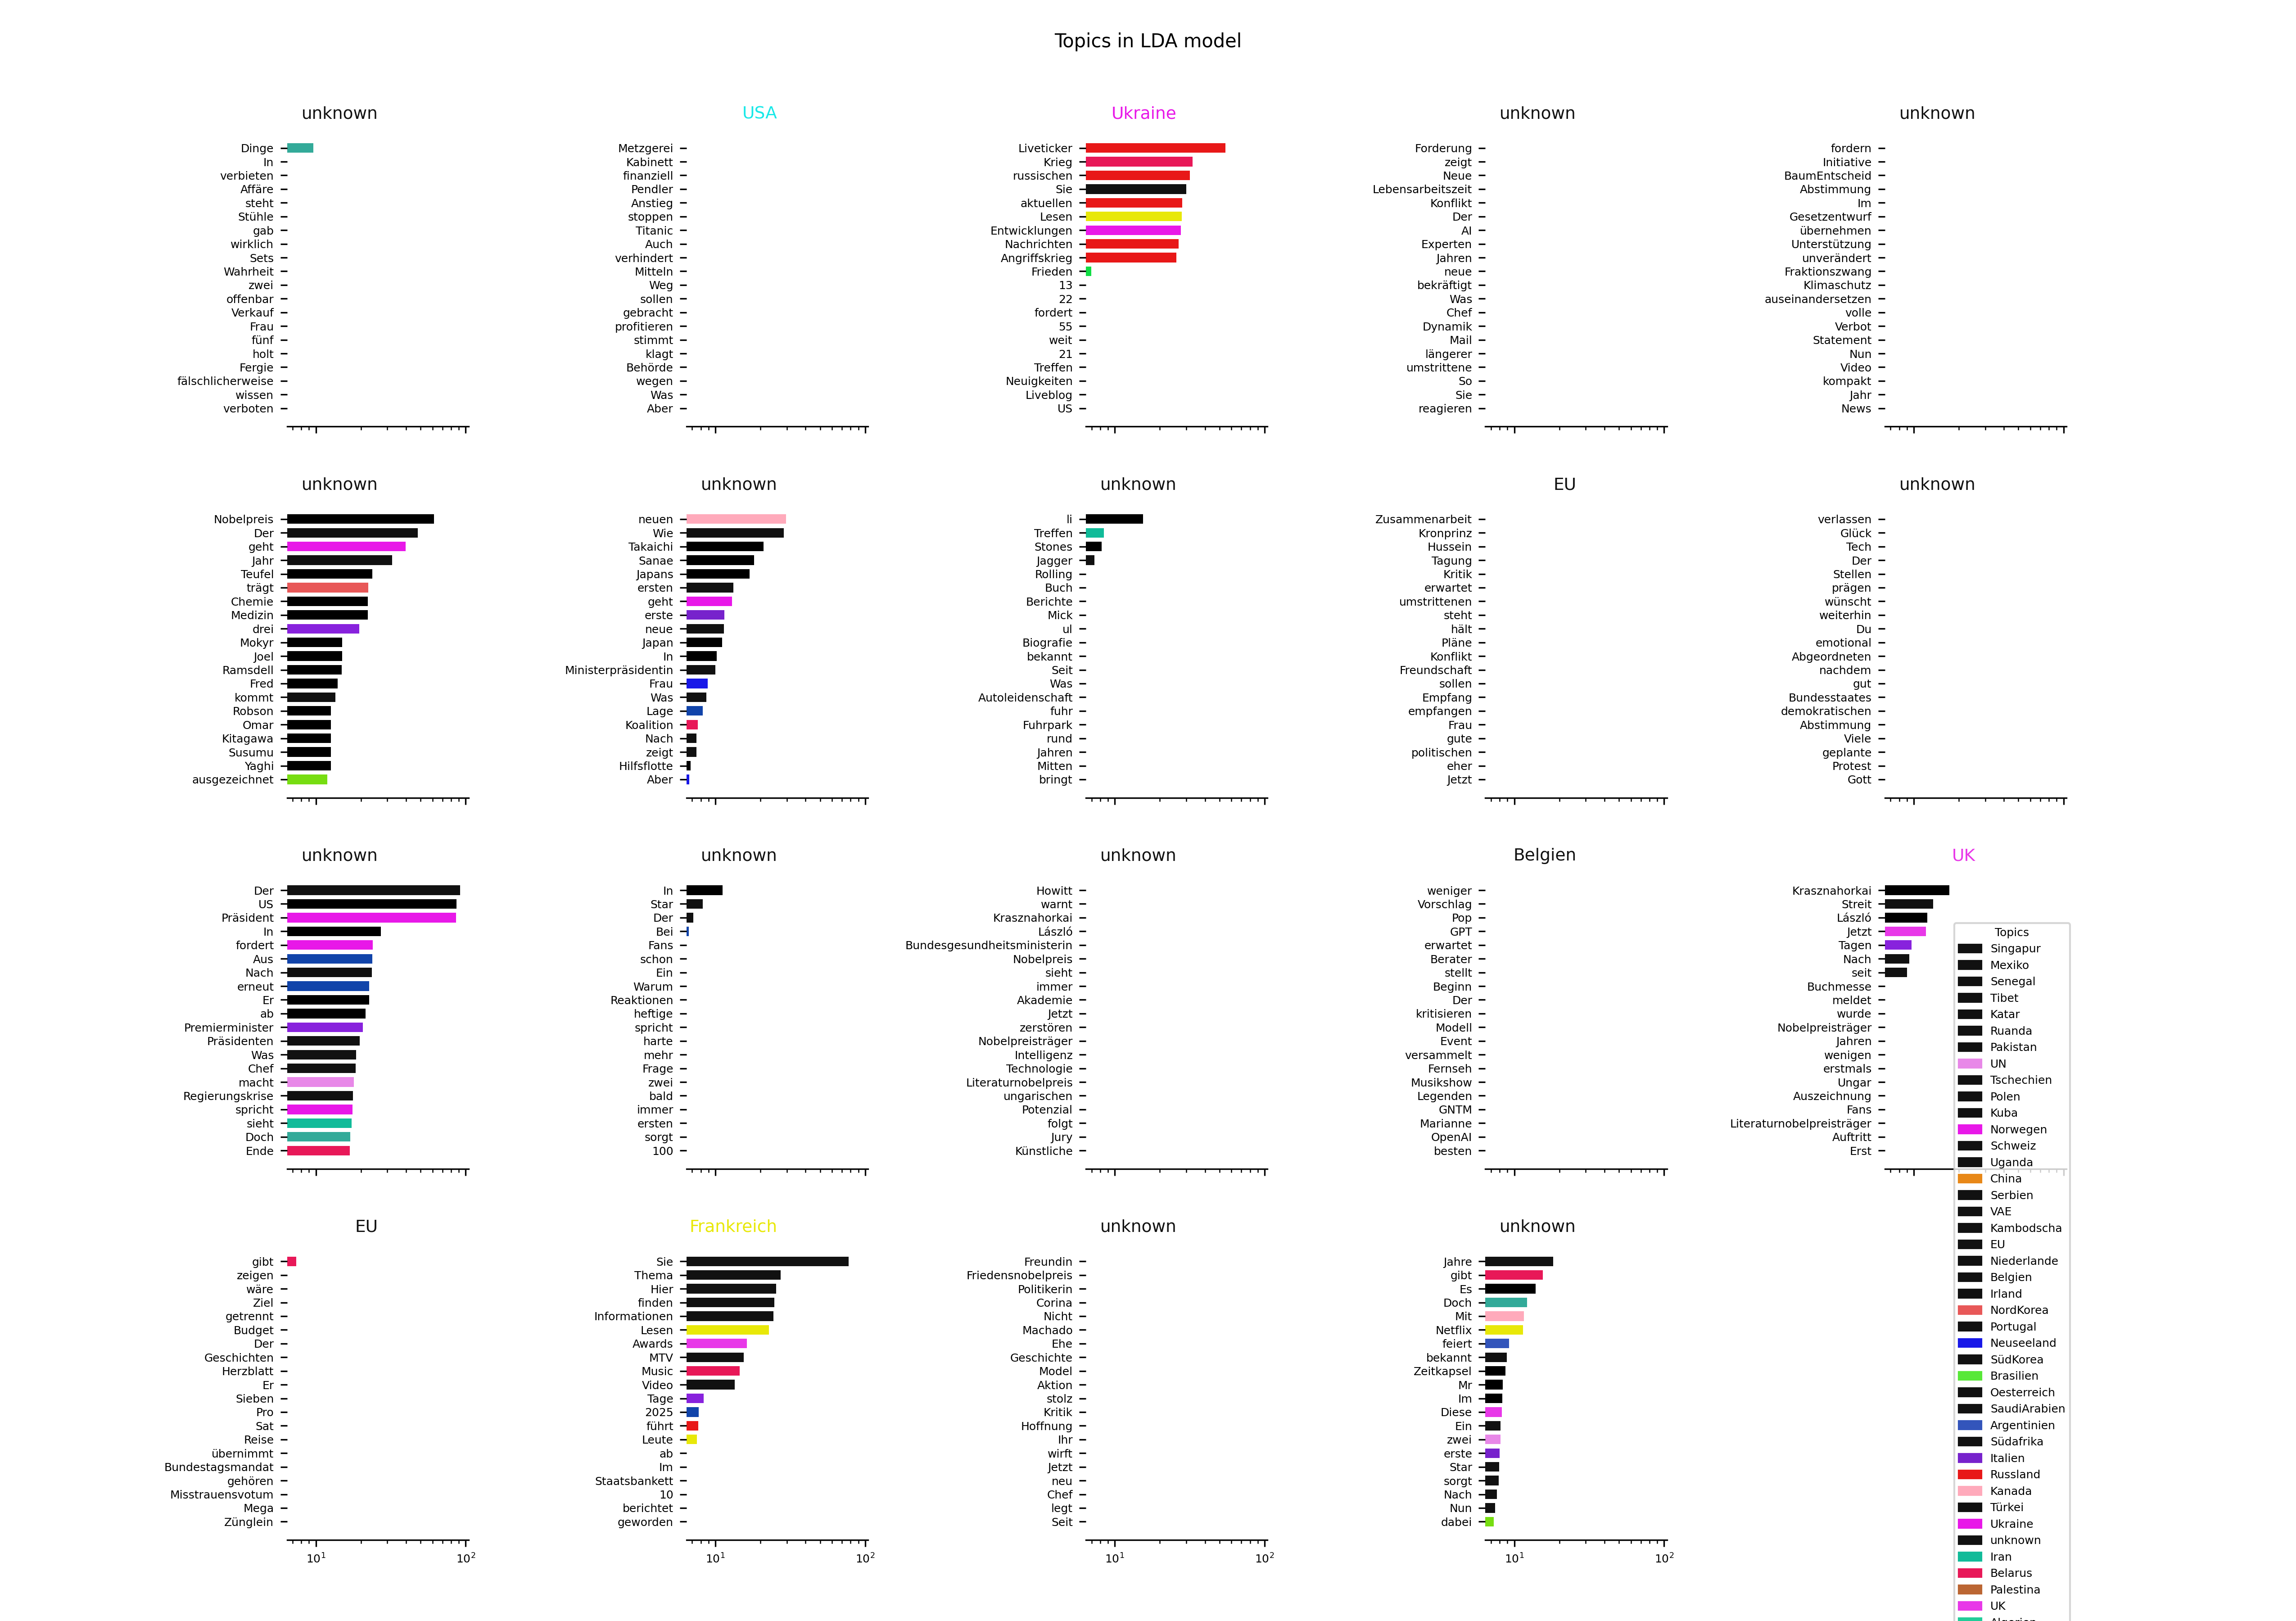 Topics in LDA model
unknown
Dinge
In
verbieten
Affäre
steht
Stühle
gab
wirklich
Sets
Wahrheit
zwei
offenbar
Verkauf
Frau
fünf
holt
Fergie
fälschlicherweise
wissen
verboten
USA
Metzgerei
Kabinett
finanziell
Pendler
Anstieg
stoppen
Titanic
Auch
verhindert
Mitteln
Weg
sollen
gebracht
profitieren
stimmt
klagt
Behörde
wegen
Was
Aber
Ukraine
Liveticker
Krieg
russischen
Sie
aktuellen
Lesen
Entwicklungen
Nachrichten
Angriffskrieg
Frieden
13
22
fordert
55
weit
21
Treffen
Neuigkeiten
Liveblog
US
unknown
Forderung
zeigt
Neue
Lebensarbeitszeit
Konflikt
Der
AI
Experten
Jahren
neue
bekräftigt
Was
Chef
Dynamik
Mail
längerer
umstrittene
So
Sie
reagieren
unknown
fordern
Initiative
BaumEntscheid
Abstimmung
Im
Gesetzentwurf
übernehmen
Unterstützung
unverändert
Fraktionszwang
Klimaschutz
auseinandersetzen
volle
Verbot
Statement
Nun
Video
kompakt
Jahr
News
unknown
Nobelpreis
Der
geht
Jahr
Teufel
trägt
Chemie
Medizin
drei
Mokyr
Joel
Ramsdell
Fred
kommt
Robson
Omar
Kitagawa
Susumu
Yaghi
ausgezeichnet
unknown
neuen
Wie
Takaichi
Sanae
Japans
ersten
geht
erste
neue
Japan
In
Ministerpräsidentin
Frau
Was
Lage
Koalition
Nach
zeigt
Hilfsflotte
Aber
unknown
li
Treffen
Stones
Jagger
Rolling
Buch
Berichte
Mick
ul
Biografie
bekannt
Seit
Was
Autoleidenschaft
fuhr
Fuhrpark
rund
Jahren
Mitten
bringt
EU
Zusammenarbeit
Kronprinz
Hussein
Tagung
Kritik
erwartet
umstrittenen
steht
hält
Pläne
Konflikt
Freundschaft
sollen
Empfang
empfangen
Frau
gute
politischen
eher
Jetzt
unknown
verlassen
Glück
Tech
Der
Stellen
prägen
wünscht
weiterhin
Du
emotional
Abgeordneten
nachdem
gut
Bundesstaates
demokratischen
Abstimmung
Viele
geplante
Protest
Gott
unknown
Der
US
Präsident
In
fordert
Aus
Nach
erneut
Er
ab
Premierminister
Präsidenten
Was
Chef
macht
Regierungskrise
spricht
sieht
Doch
Ende
unknown
In
Star
Der
Bei
Fans
schon
Ein
Warum
Reaktionen
heftige
spricht
harte
mehr
Frage
zwei
bald
immer
ersten
sorgt
100
unknown
Howitt
warnt
Krasznahorkai
László
Bundesgesundheitsministerin
Nobelpreis
sieht
immer
Akademie
Jetzt
zerstören
Nobelpreisträger
Intelligenz
Technologie
Literaturnobelpreis
ungarischen
Potenzial
folgt
Jury
Künstliche
Belgien
weniger
Vorschlag
Pop
GPT
erwartet
Berater
stellt
Beginn
Der
kritisieren
Modell
Event
versammelt
Fernseh
Musikshow
Legenden
GNTM
Marianne
OpenAI
besten
UK
Krasznahorkai
Streit
László
Jetzt
Tagen
Nach
seit
Buchmesse
meldet
wurde
Nobelpreisträger
Jahren
wenigen
erstmals
Ungar
Auszeichnung
Fans
Literaturnobelpreisträger
Auftritt
Erst
EU
gibt
zeigen
wäre
Ziel
getrennt
Budget
Der
Geschichten
Herzblatt
Er
Sieben
Pro
Sat
Reise
übernimmt
Bundestagsmandat
gehören
Misstrauensvotum
Mega
Zünglein
10¹ 10²
Frankreich
Sie
Thema
Hier
finden
Informationen
Lesen
Awards
MTV
Music
Video
Tage
2025
führt
Leute
ab
Im
Staatsbankett
10
berichtet
geworden
10¹ 10²
unknown
Freundin
Friedensnobelpreis
Politikerin
Corina
Nicht
Machado
Ehe
Geschichte
Model
Aktion
stolz
Kritik
Hoffnung
Ihr
wirft
Jetzt
neu
Chef
legt
Seit
10¹ 10²
unknown
Jahre
gibt
Es
Doch
Mit
Netflix
feiert
bekannt
Zeitkapsel
Mr
Im
Diese
Ein
zwei
erste
Star
sorgt
Nach
Nun
dabei
10¹ 10²
Topics
Singapur
Mexiko
Senegal
Tibet
Katar
Ruanda
Pakistan
UN
Tschechien
Polen
Kuba
Norwegen
Schweiz
Uganda
China
Serbien
VAE
Kambodscha
EU
Niederlande
Belgien
Irland
NordKorea
Portugal
Neuseeland
SüdKorea
Brasilien
Oesterreich
SaudiArabien
Argentinien
Südafrika
Italien
Russland
Kanada
Türkei
Ukraine
unknown
Iran
Belarus
Palestina
UK